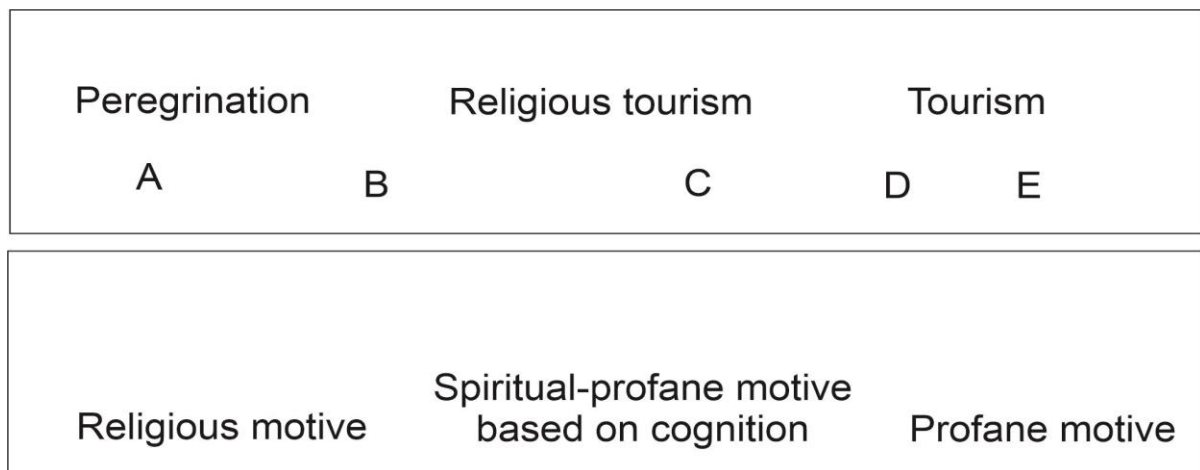 Peregrination Religious tourism Tourism
A B C D E
Spiritual-profane motive
Religious motive based on cognition Profane motive